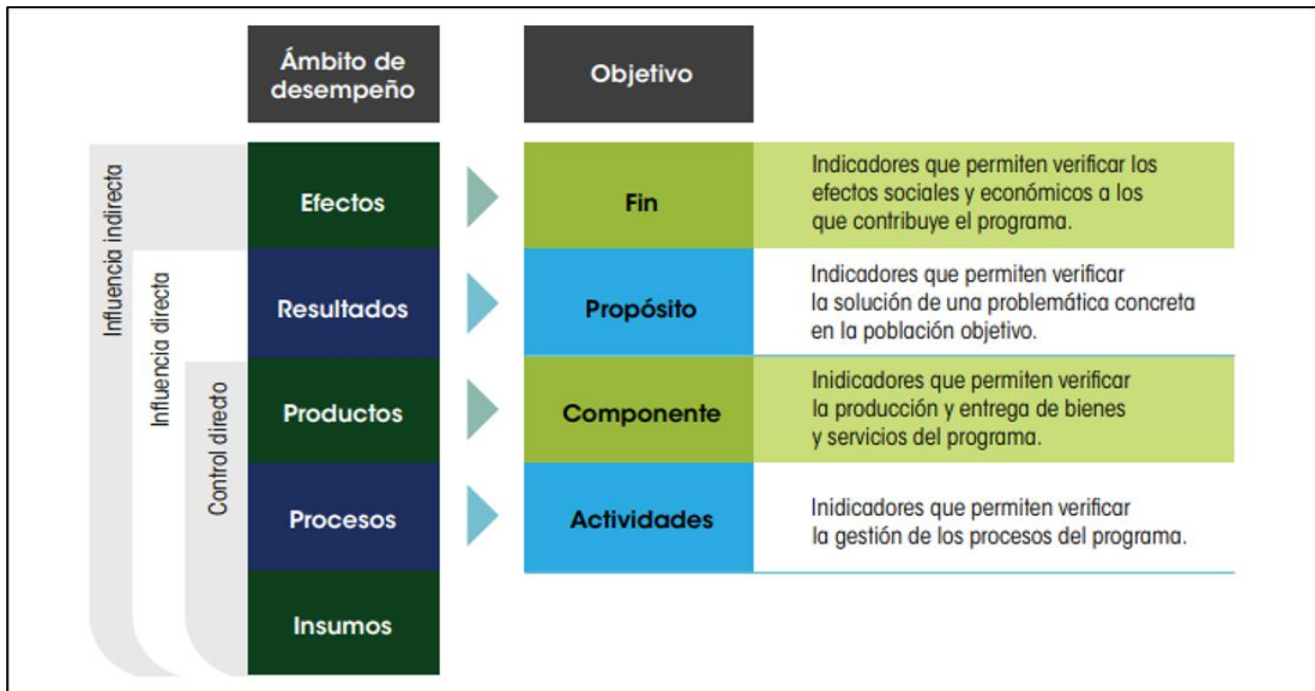 Ámbito de
desempeño
Objetivo
Influencia indirecta
Influencia directa
Control directo
Efectos
Fin
Indicadores que permiten verificar los
efectos sociales y económicos a los
que contribuye el programa.
Resultados
Propósito
Indicadores que permiten verificar
la solución de una problemática concreta
en la población objetivo.
Productos
Componente
Inidicadores que permiten verificar
la producción y entrega de bienes
y servicios del programa.
Procesos
Actividades
Inidicadores que permiten verificar
la gestión de los procesos del programa.
Insumos